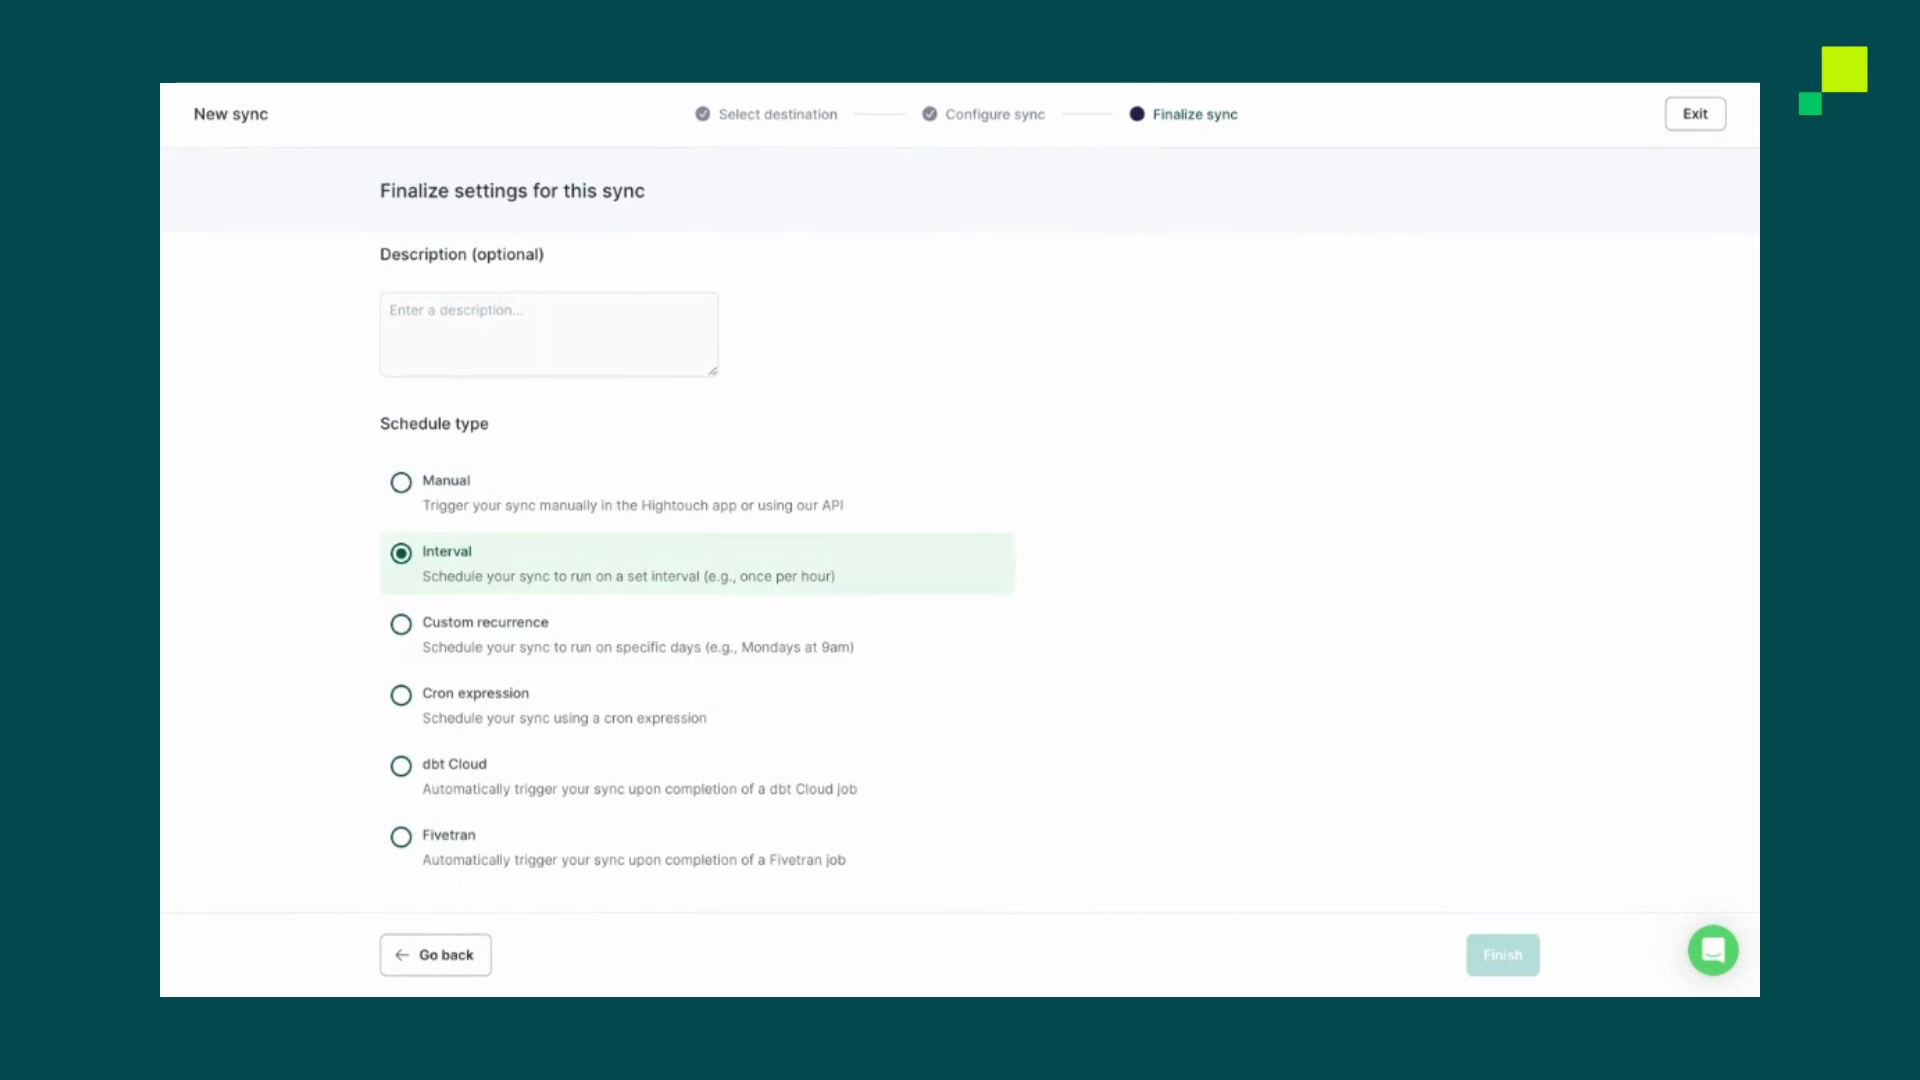 New sync
Select destination
Configure sync
Finalize sync
Exit
Finalize settings for this sync
Description (optional)
Enter a description...
Schedule type
Manual
Trigger your sync manually in the Hightouch app or using our API
Interval
Schedule your sync to run on a set interval (e.g., once per hour)
Custom recurrence
Schedule your sync to run on specific days (e.g., Mondays at 9am)
Cron expression
Schedule your sync using a cron expression
dbt Cloud
Automatically trigger your sync upon completion of a dbt Cloud job
Fivetran
Automatically trigger your sync upon completion of a Fivetran job
Go back
Finish